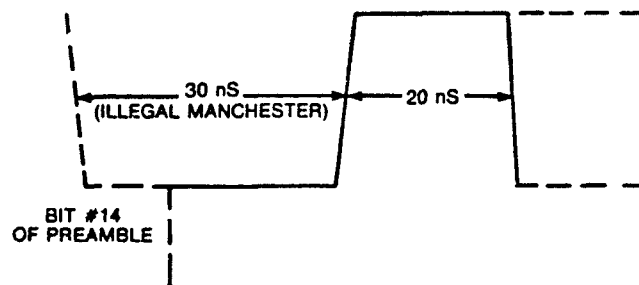 30 nS
(ILLEGAL MANCHESTER)
20 nS
BIT #14
OF PREAMBLE